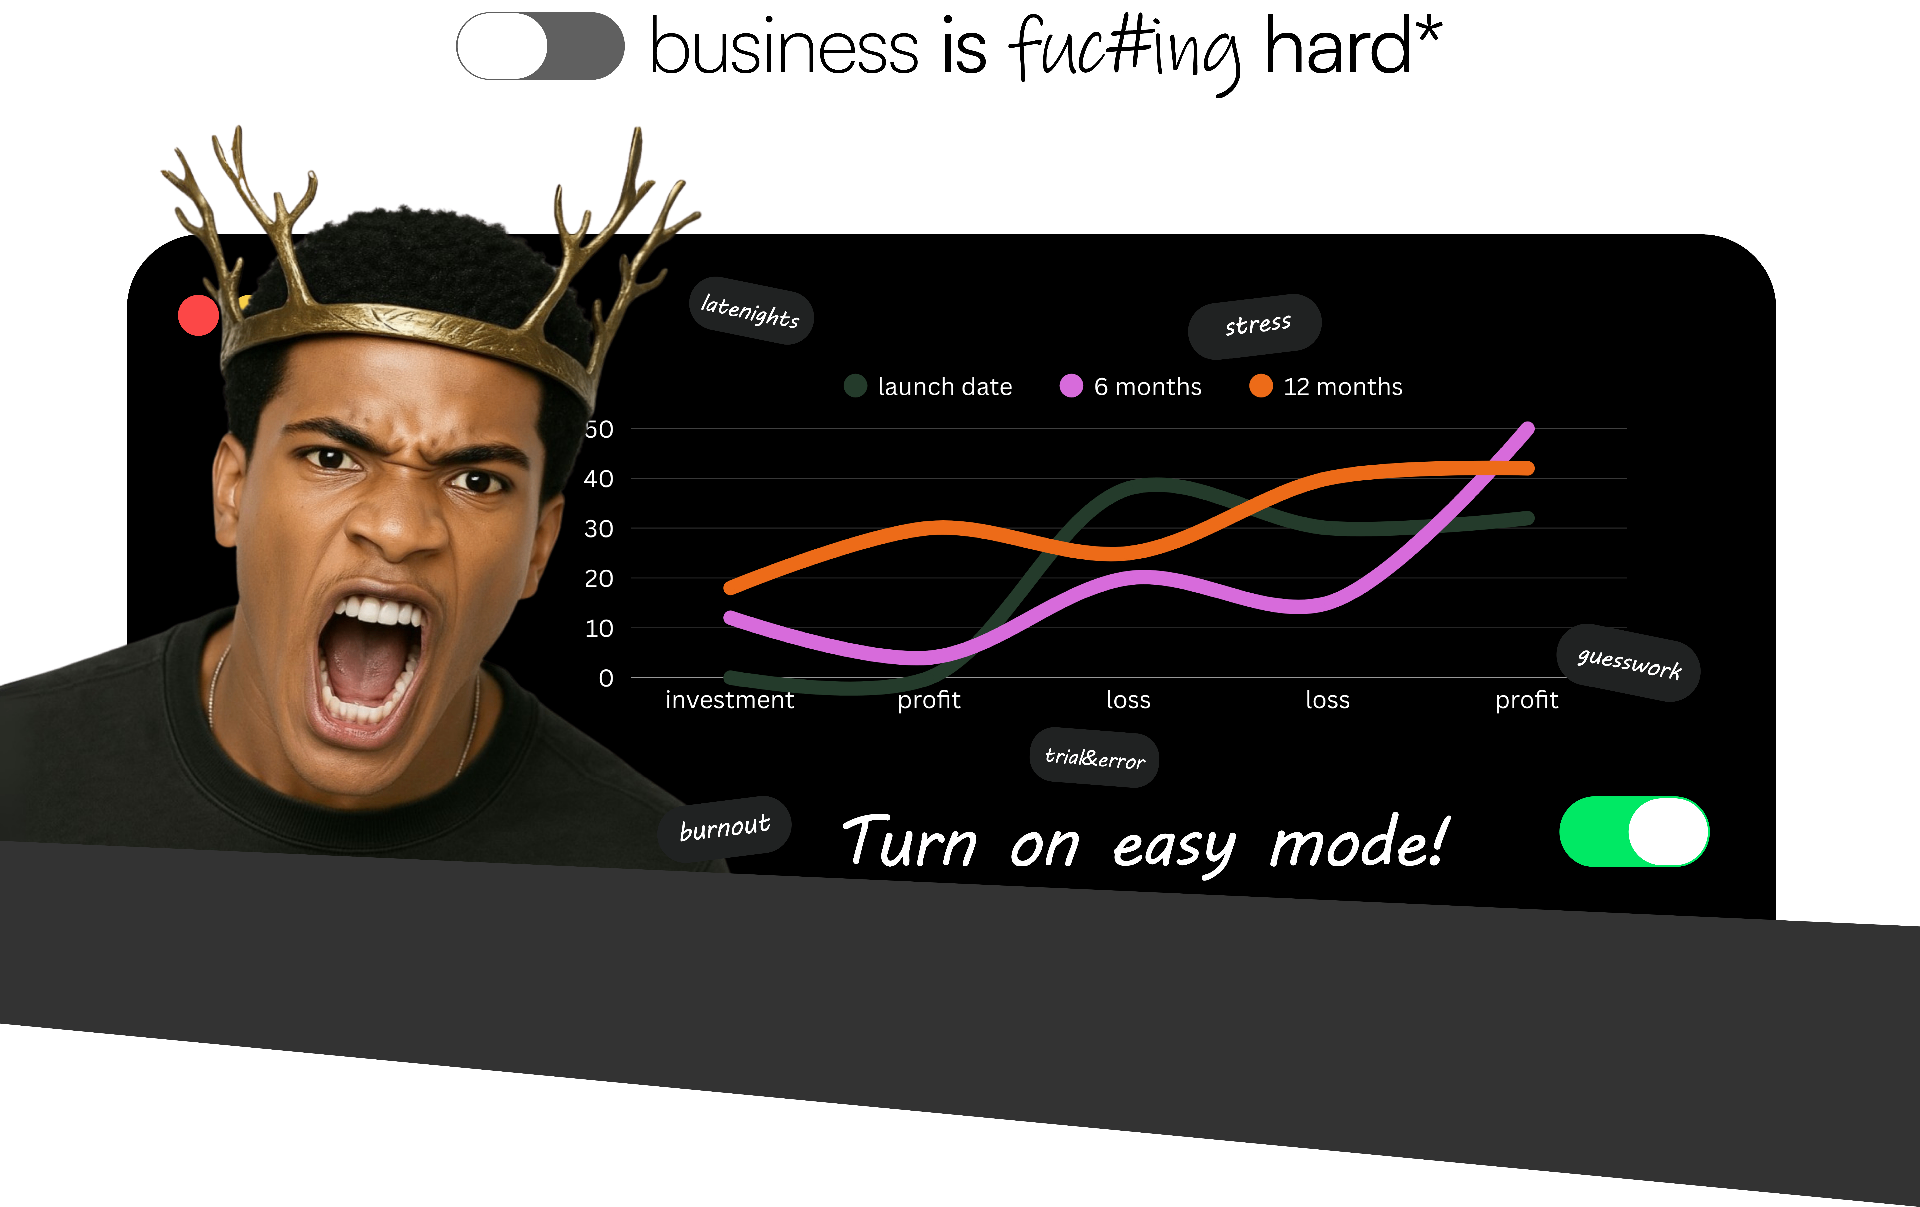 business is fuc#ing hard*
latenights
stress
launch date 6 months 12 months
50
40
30
20
10
0
investment profit loss loss profit
guesswork
trial&error
burnout
Turn on easy mode!